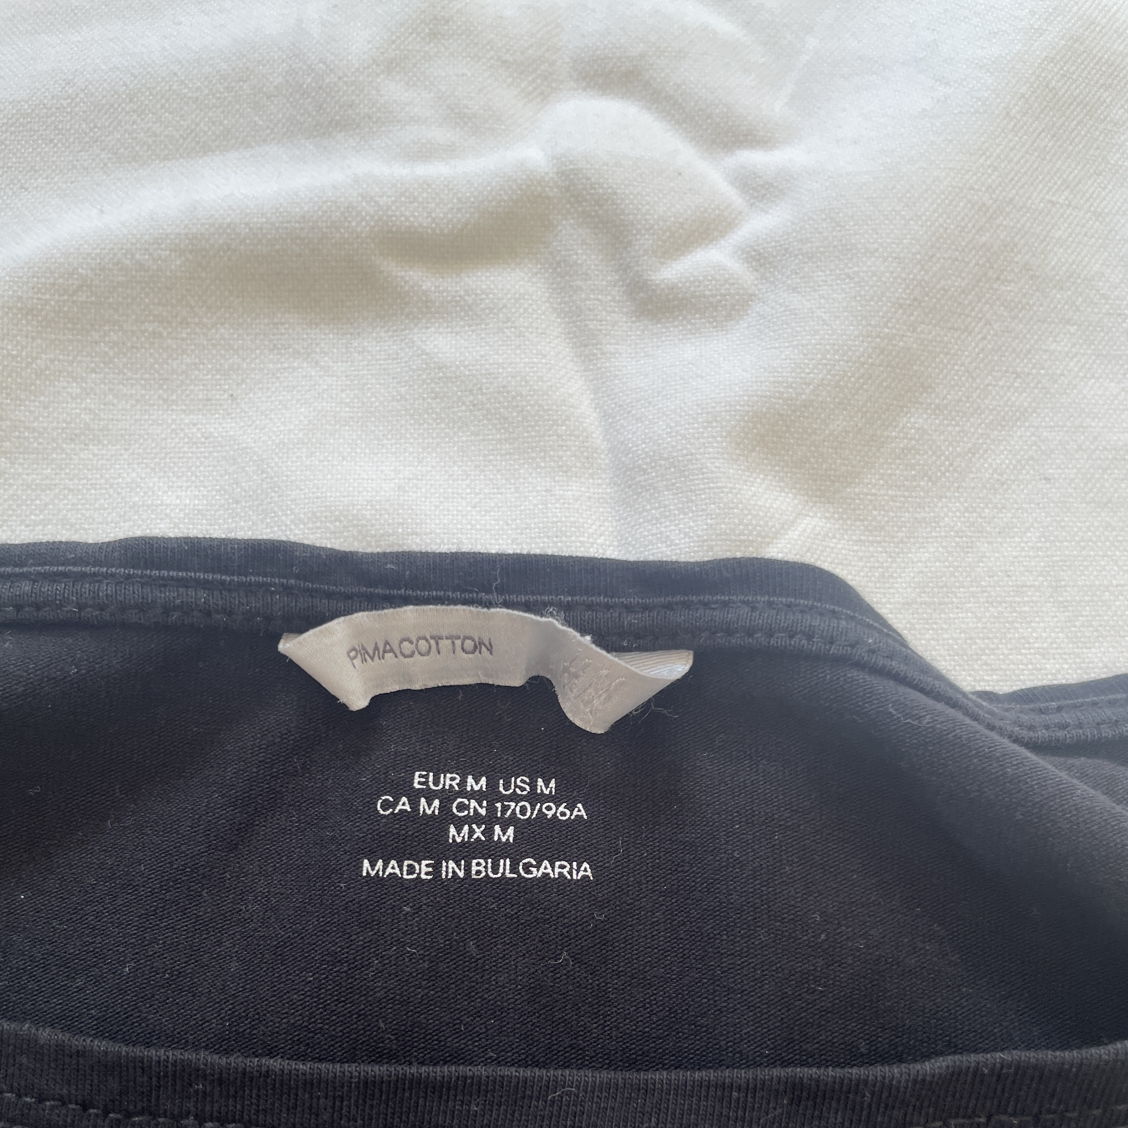 PIMACOTTON
EUR M US M
CA M CN 170/96A
MX M
MADE IN BULGARIA